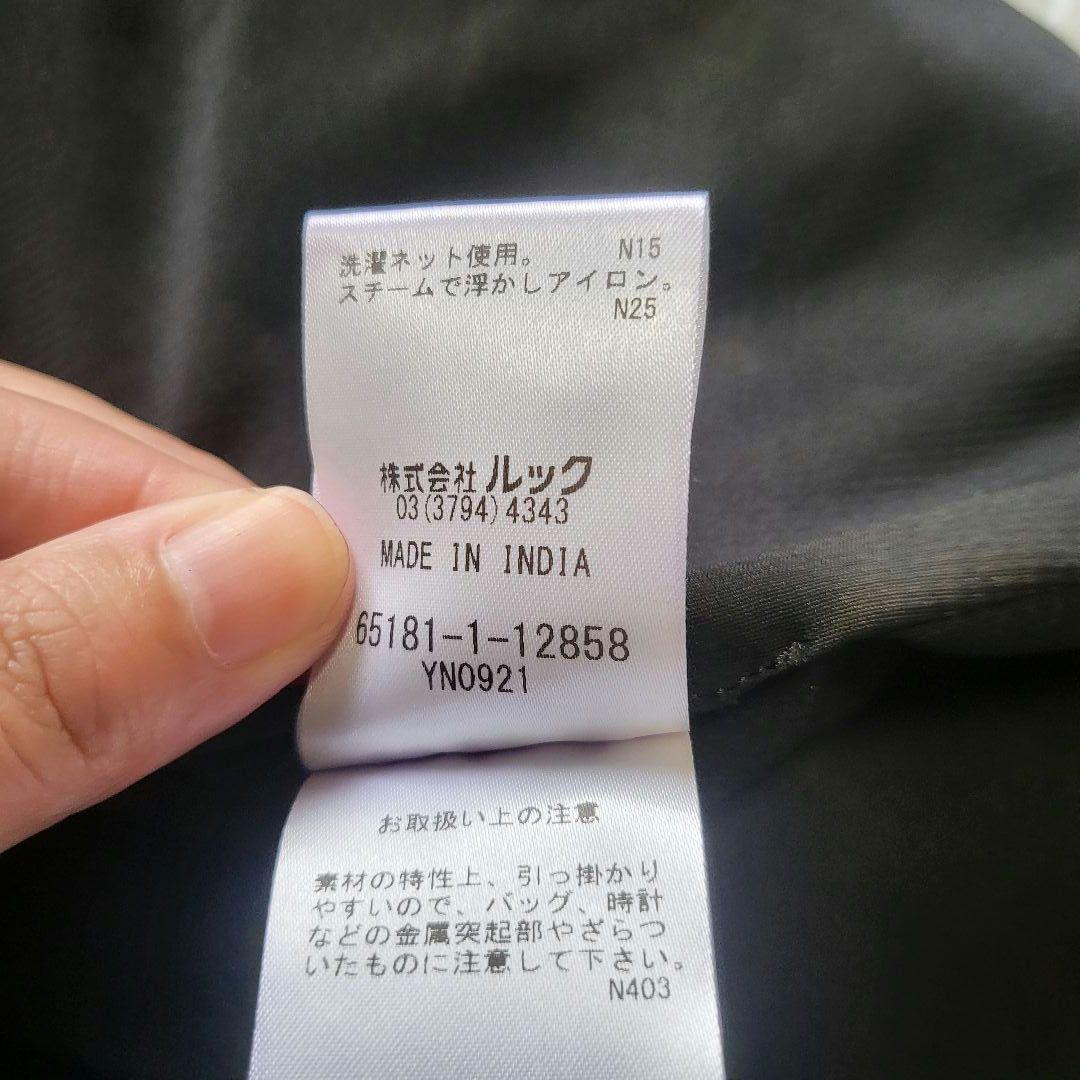 洗濯ネット使用。 N15
スチームで浮かしアイロン。
N25
株式会社 ルック
03(3794)4343
MADE IN INDIA
65181-1-12858
YN0921
お取扱い上の注意
素材の特性上、引っ掛かり
やすいので、バッグ、時計
などの金属突起部やざらつ
いたものに注意して下さい。
N403